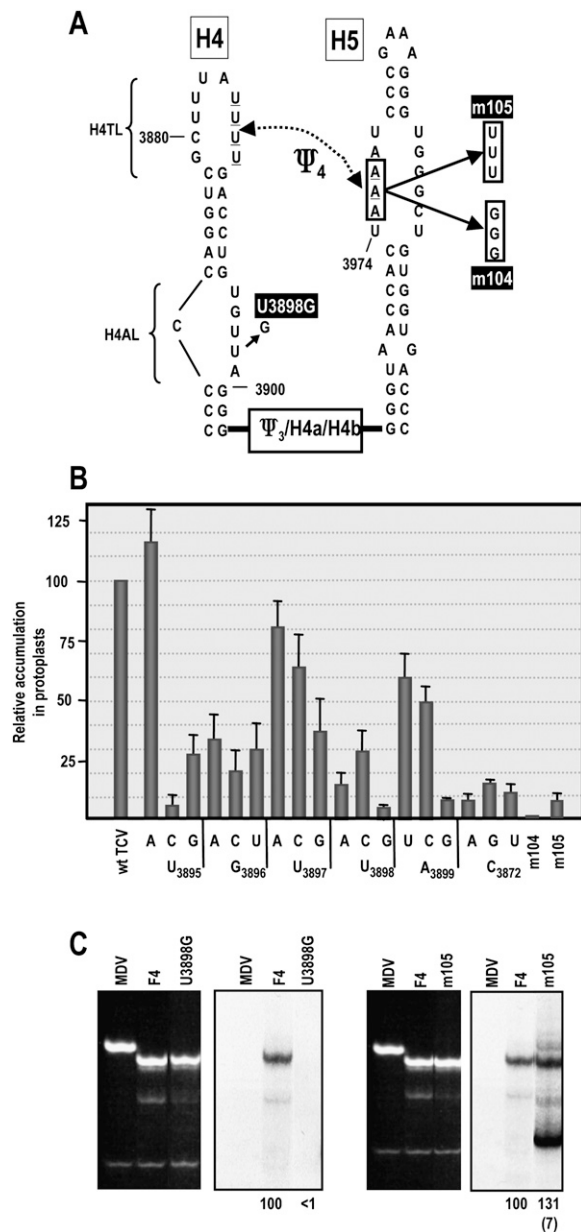 A
H4
H5
H4TL
3880
U A
U U
U U
U U
C U
G G
C A
U C
G C
G U
A G
C
C
H4AL
U
G
U
U
A
U3898G
G
3900
C G
C G
C G
Ψ3/H4a/H4b
Ψ4
A A
G A
C G
C G
C G
U U
A G
A G
A G
A C
U U
3974
C G
A U
C G
C G
A U
A G
A
U A
G C
G C
G C
m105
U
U
U
G
G
G
m104
B
Relative accumulation
in protoplasts
125
100
75
50
25
wt TCV
A C G A C U A C G A C G U C G A G U m104 m105
U3895 G3896 U3897 U3898 A3899 C3872
C
MDV F4 U3898G MDV F4 U3898G MDV F4 m105 MDV F4 m105
100 <1 100 131
(7)